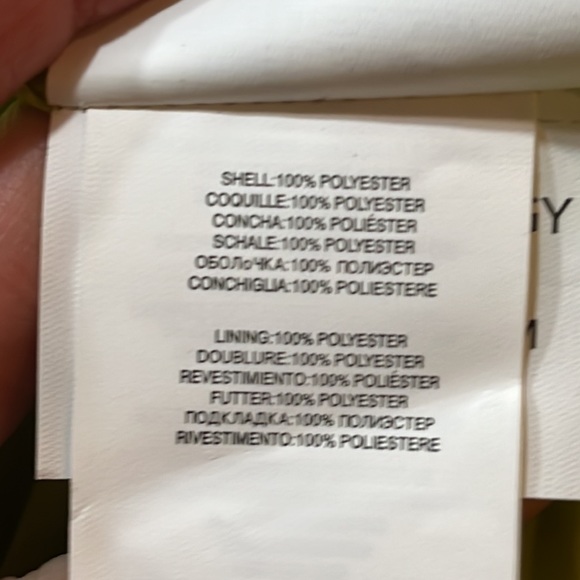 SHELL:100% POLYESTER
COQUILLE:100% POLYESTER
CONCHA:100% POLIÉSTER
SCHALE:100% POLYESTER
ОБОЛоЧКА:100% ПОЛИЭСТЕР
CONCHIGLIA:100% POLIESTERE
LINING:100% POLYESTER
DOUBLURE:100% POLYESTER
REVESTIMIENTO:100% POLIÉSTER
FUTTER:100% POLYESTER
ПОДКЛАДКА:100% ПОЛИЭСТЕР
RIVESTIMENTO:100% POLIESTERE